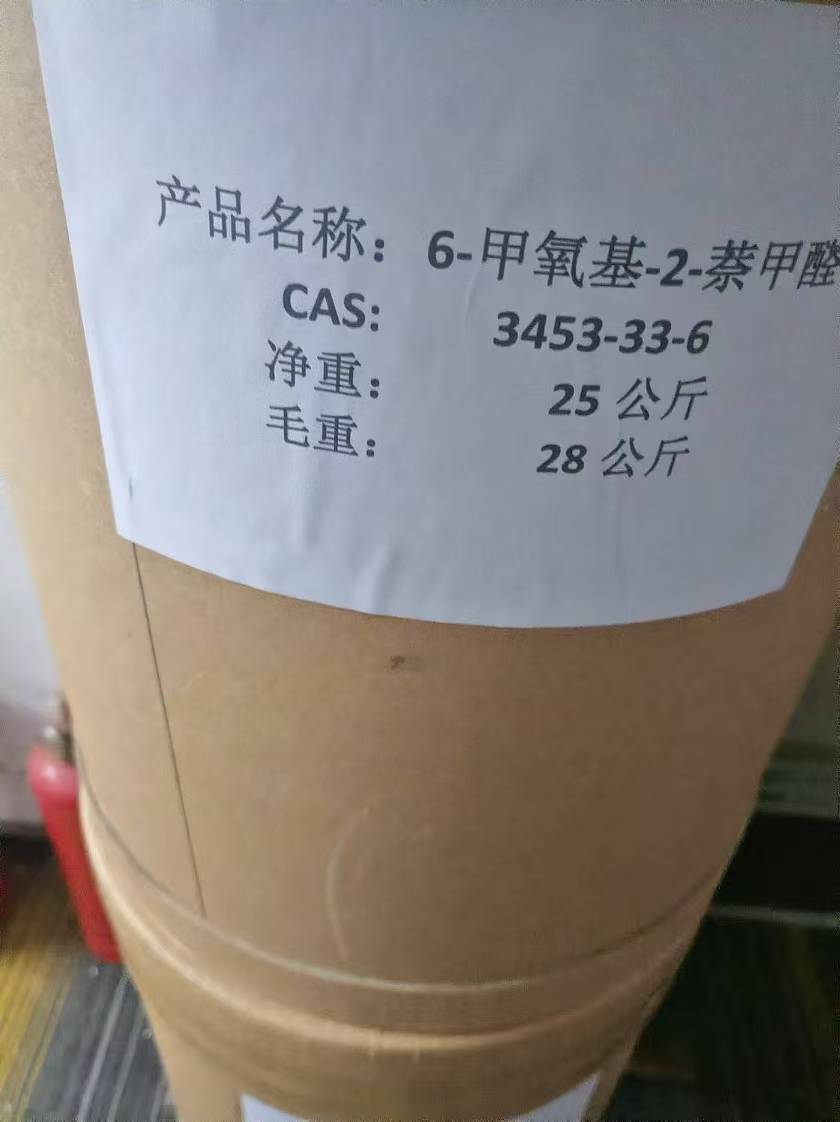 产品名称：6-甲氧基-2-萘甲醛
CAS: 3453-33-6
净重：25 公斤
毛重：28 公斤